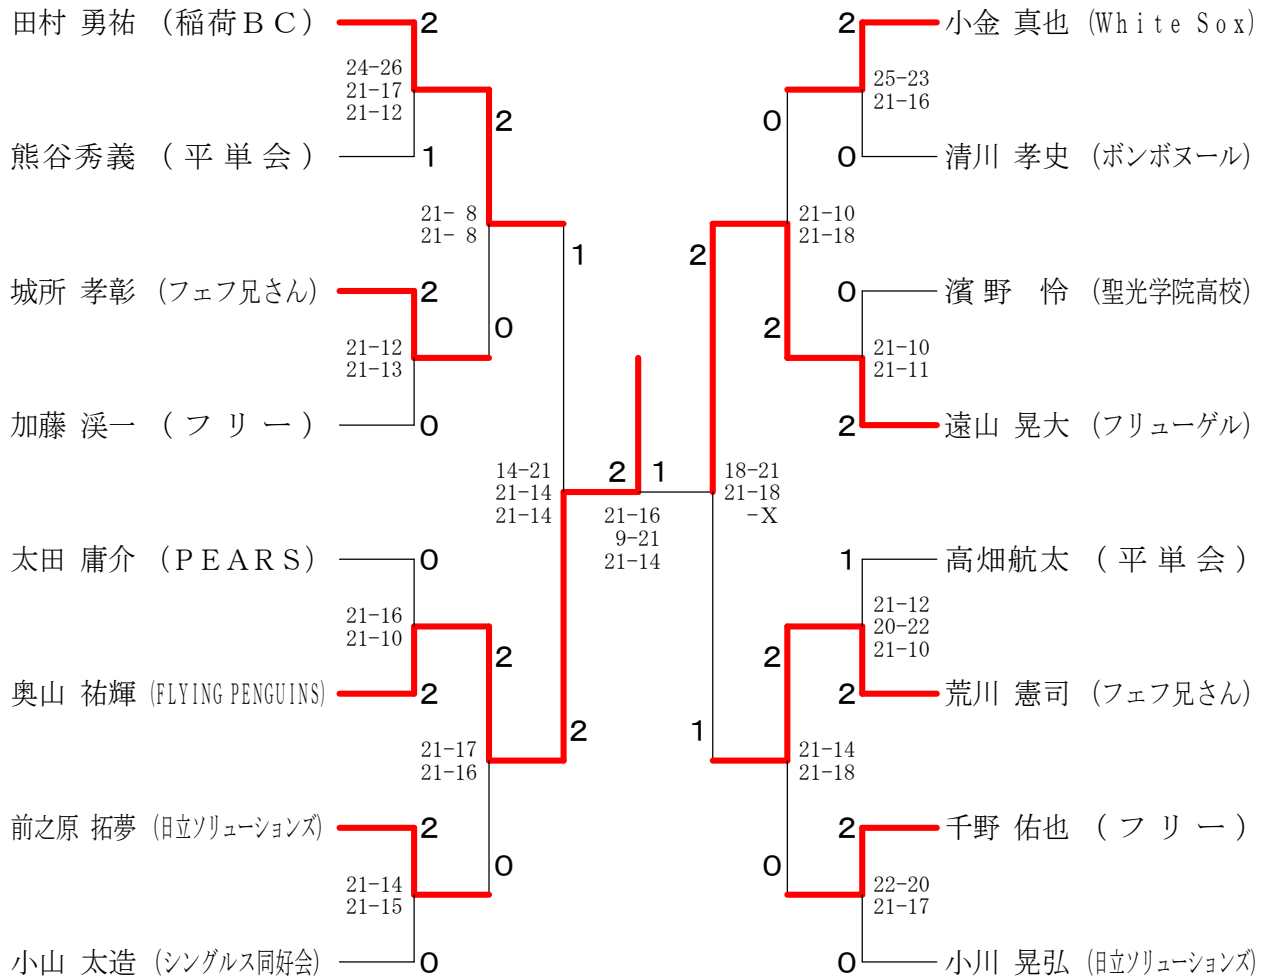 田村 勇祐 （稲荷ＢＣ） 2
24-26
21-17
21-12
2
熊谷秀義 （平単会） 1
21- 8
21- 8
1
城所 孝彰 (フェフ兄さん) 2
0
21-12
21-13
加藤 渓一 （フリー） 0
14-21
21-14
21-14
2 1
21-16
9-21
21-14
太田 庸介 （ＰＥＡＲＳ） 0
21-16
21-10
2
奥山 祐輝 (FLYING PENGUINS) 2
2
21-17
21-16
前之原 拓夢 (日立ソリューションズ) 2
0
21-14
21-15
小山 太造 (シングルス同好会) 0
2 小金 真也 (White Sox)
25-23
21-16
0
0 清川 孝史 (ボンボヌール)
21-10
21-18
2
0 濱野 怜 (聖光学院高校)
2
21-10
21-11
2 遠山 晃大 (フリューゲル)
18-21
21-18
-X
1 高畑航太 （平単会）
21-12
20-22
21-10
2
2 荒川 憲司 (フェフ兄さん)
1
21-14
21-18
2 千野 佑也 （フリー）
0
22-20
21-17
0 小川 晃弘 (日立ソリューションズ)